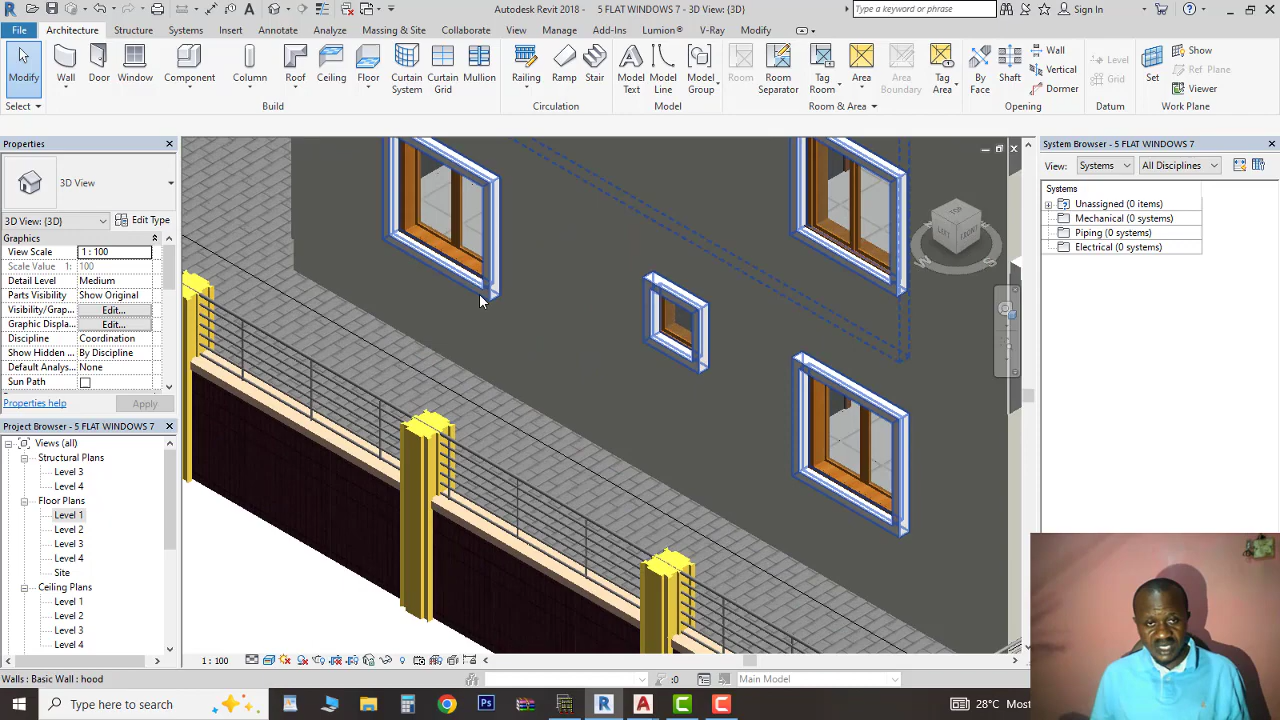 Autodesk Revit 2018 - 5 FLAT WINDOWS 7 - 3D View: {3D}
Type a keyword or phrase
Sign In
File Architecture Structure Systems Insert Annotate Analyze Massing & Site Collaborate View Manage Add-Ins Lumion® V-Ray Modify
Modify Wall Door Window Component Column Roof Ceiling Floor Curtain System Curtain Grid Mullion Railing Ramp Stair Model Text Model Line Model Group Room Room Separator Tag Room Area Area Boundary Tag Area By Face Shaft Wall Vertical Dormer Level Grid Set Show Ref Plane Viewer
Select Build Circulation Model Room & Area Opening Datum Work Plane
Properties
3D View
3D View: {3D} Edit Type
Graphics
View Scale 1 : 100
Scale Value 1: 100
Detail Level Medium
Parts Visibility Show Original
Visibility/Grap... Edit...
Graphic Displa... Edit...
Discipline Coordination
Show Hidden ... By Discipline
Default Analys... None
Sun Path
Properties help Apply
Project Browser - 5 FLAT WINDOWS 7
Views (all)
Structural Plans
Level 3
Level 4
Floor Plans
Level 1
Level 2
Level 3
Level 4
Site
Ceiling Plans
Level 1
Level 2
Level 3
Level 4
TOP
LEFT FRONT
W S
System Browser - 5 FLAT WINDOWS 7
View: Systems All Disciplines
Systems
Unassigned (0 items)
Mechanical (0 systems)
Piping (0 systems)
Electrical (0 systems)
1 : 100
Walls : Basic Wall : hood
:0 Main Model
Type here to search
28°C Most